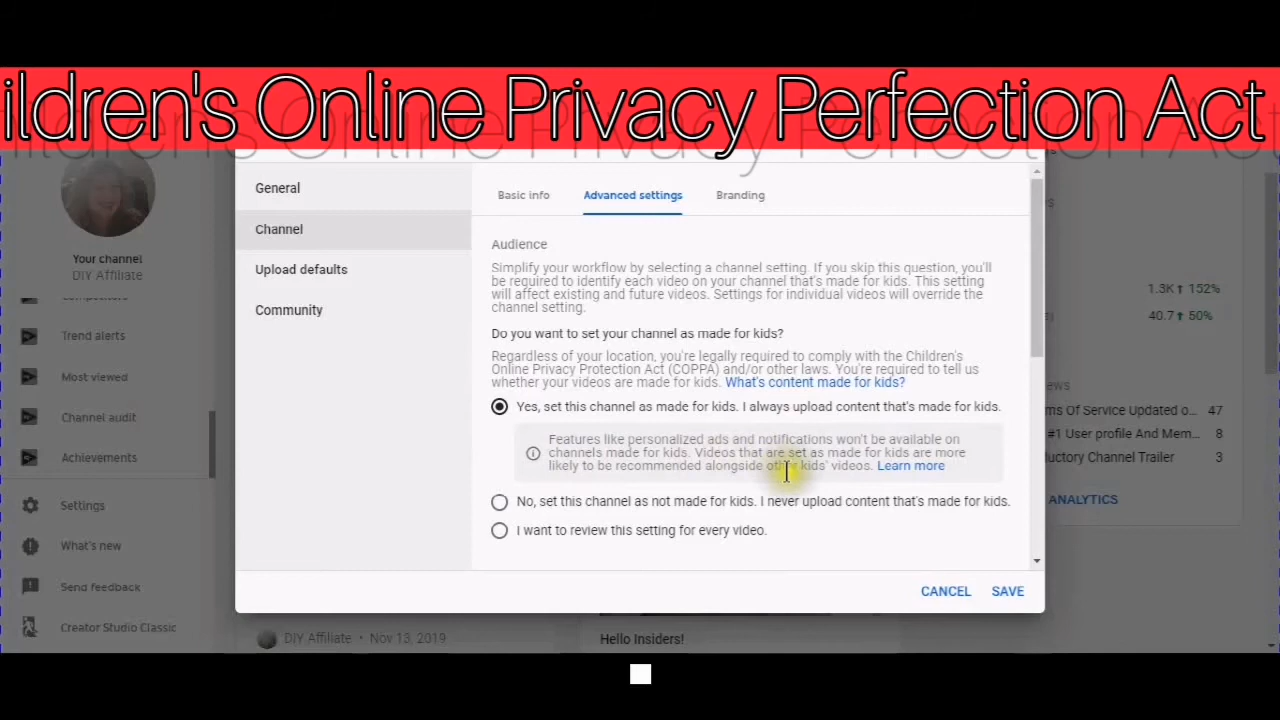 ildren's Online Privacy Perfection Act
General
Channel
Upload defaults
Community
Basic info Advanced settings Branding
Audience
Simplify your workflow by selecting a channel setting. If you skip this question, you'll
be required to identify each video on your channel that's made for kids. This setting
will affect existing and future videos. Settings for individual videos will override the
channel setting.
Do you want to set your channel as made for kids?
Regardless of your location, you're legally required to comply with the Children's
Online Privacy Protection Act (COPPA) and/or other laws. You're required to tell us
whether your videos are made for kids. What's content made for kids?
Yes, set this channel as made for kids. I always upload content that's made for kids.
Features like personalized ads and notifications won't be available on
channels made for kids. Videos that are set as made for kids are more
likely to be recommended alongside other kids' videos. Learn more
No, set this channel as not made for kids. I never upload content that's made for kids.
I want to review this setting for every video.
CANCEL SAVE
Your channel
DIY Affiliate
Trend alerts
Most viewed
Channel audit
Achievements
Settings
What's new
Send feedback
Creator Studio Classic
1.3K 152%
40.7 50%
ews
ms Of Service Updated o... 47
#1 User profile And Mem... 8
ductory Channel Trailer 3
ANALYTICS
DIY Affiliate • Nov 13, 2019
Hello Insiders!